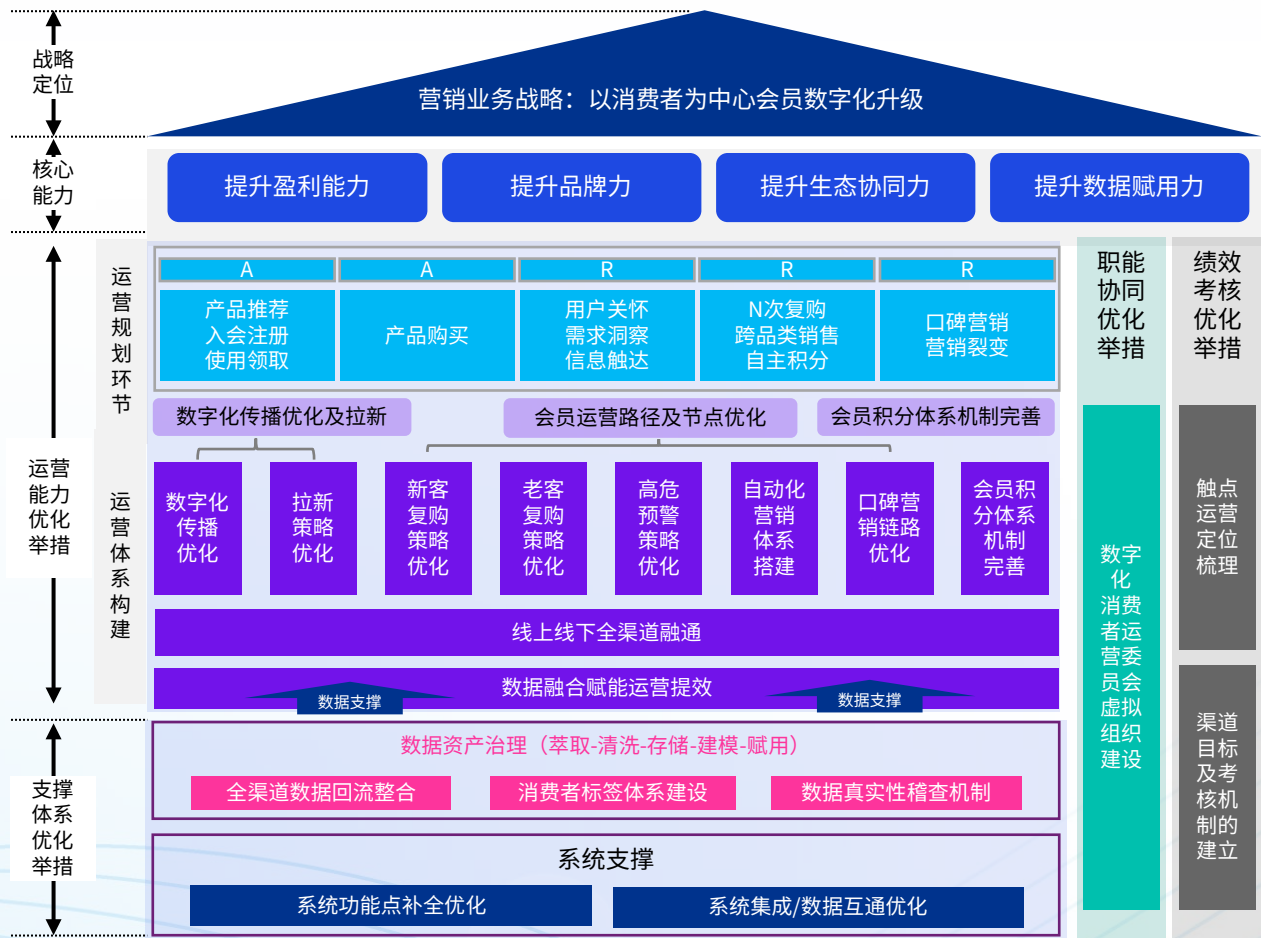 战略
定位
营销业务战略：以消费者为中心会员数字化升级
核心
能力
提升盈利能力
提升品牌力
提升生态协同力
提升数据赋用力
运营
能力
优化
举措
运
营
规
划
环
节
A
A
R
R
R
产品推荐
入会注册
使用领取
产品购买
用户关怀
需求洞察
信息触达
N次复购
跨品类销售
自主积分
口碑营销
营销裂变
运
营
体
系
构
建
数字化传播优化及拉新
会员运营路径及节点优化
会员积分体系机制完善
数字化
传播
优化
拉新
策略
优化
新客
复购
策略
优化
老客
复购
策略
优化
高危
预警
策略
优化
自动化
营销
体系
搭建
口碑营
销链路
优化
会员积
分体系
机制
完善
线上线下全渠道融通
数据融合赋能运营提效
数据支撑
数据支撑
支撑
体系
优化
举措
数据资产治理（萃取-清洗-存储-建模-赋用）
全渠道数据回流整合
消费者标签体系建设
数据真实性稽查机制
系统支撑
系统功能点补全优化
系统集成/数据互通优化
职能
协同
优化
举措
数字
化
消费
者运
营委
员会
虚拟
组织
建设
绩效
考核
优化
举措
触点
运营
定位
梳理
渠道
目标
及考
核机
制的
建立